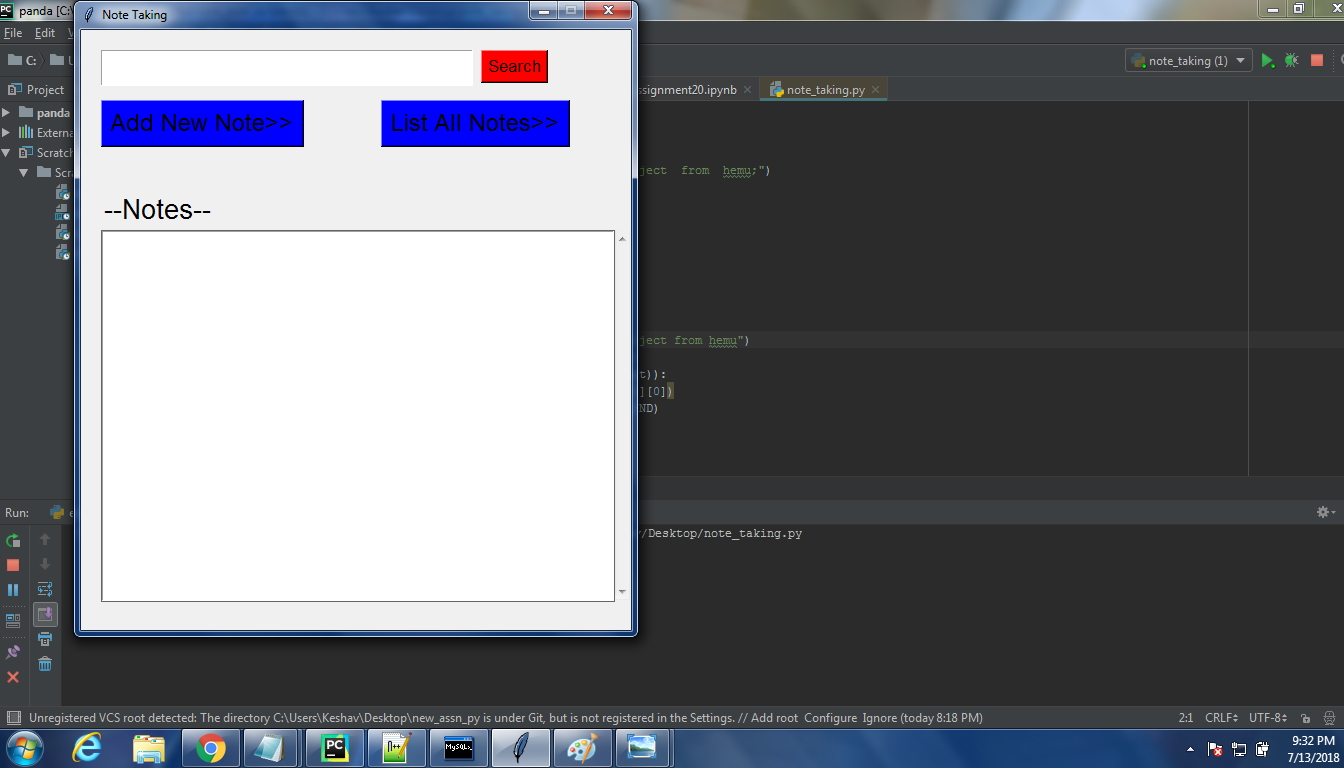 panda [C:\
Note Taking
File Edit
C:
note_taking (1)
Search
Project
ssignment20.ipynb
note_taking.py
Add New Note>>
List All Notes>>
panda
Externa
Scratch
Scr
ject from hemu;")
--Notes--
ject from hemu")
t)):
][0])
ND)
Run:
/Desktop/note_taking.py
Unregistered VCS root detected: The directory C:\Users\Keshav\Desktop\new_assn_py is under Git, but is not registered in the Settings. // Add root Configure Ignore (today 8:18 PM)
2:1 CRLF UTF-8
PC
N++
MySQL
9:32 PM
7/13/2018